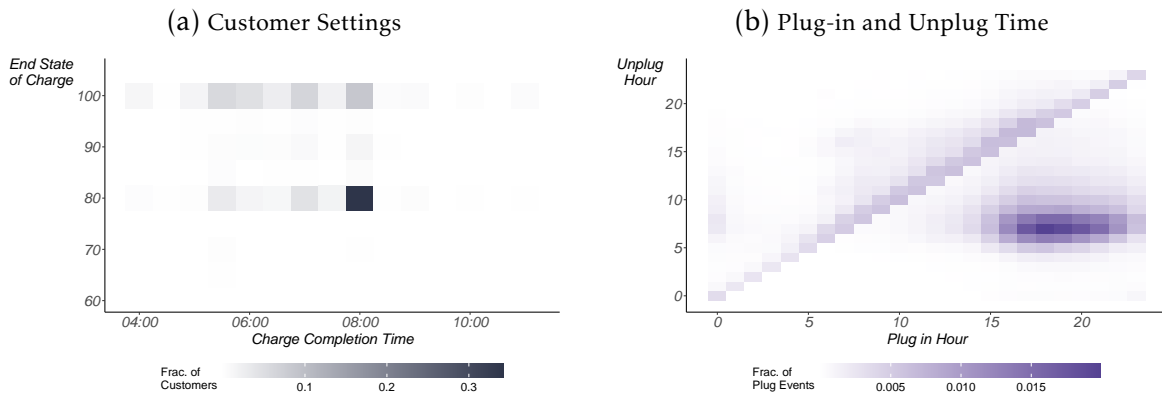 (a) Customer Settings
End State
of Charge
100
90
80
70
60
04:00 06:00 08:00 10:00
Charge Completion Time
Frac. of
Customers
0.1 0.2 0.3
(b) Plug-in and Unplug Time
Unplug
Hour
20
15
10
5
0
0 5 10 15 20
Plug in Hour
Frac. of
Plug Events
0.005 0.010 0.015